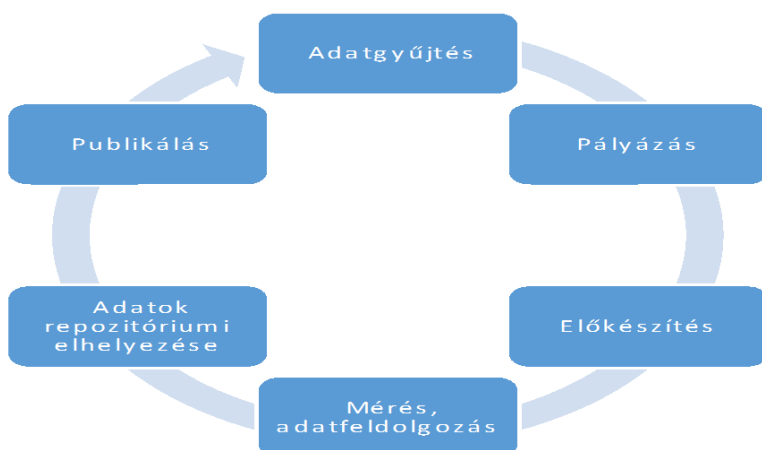 Adatgyűjtés
Pályázás
Előkészítés
Mérés,
adatfeldolgozás
Adatok
repozitóriumi
elhelyezése
Publikálás